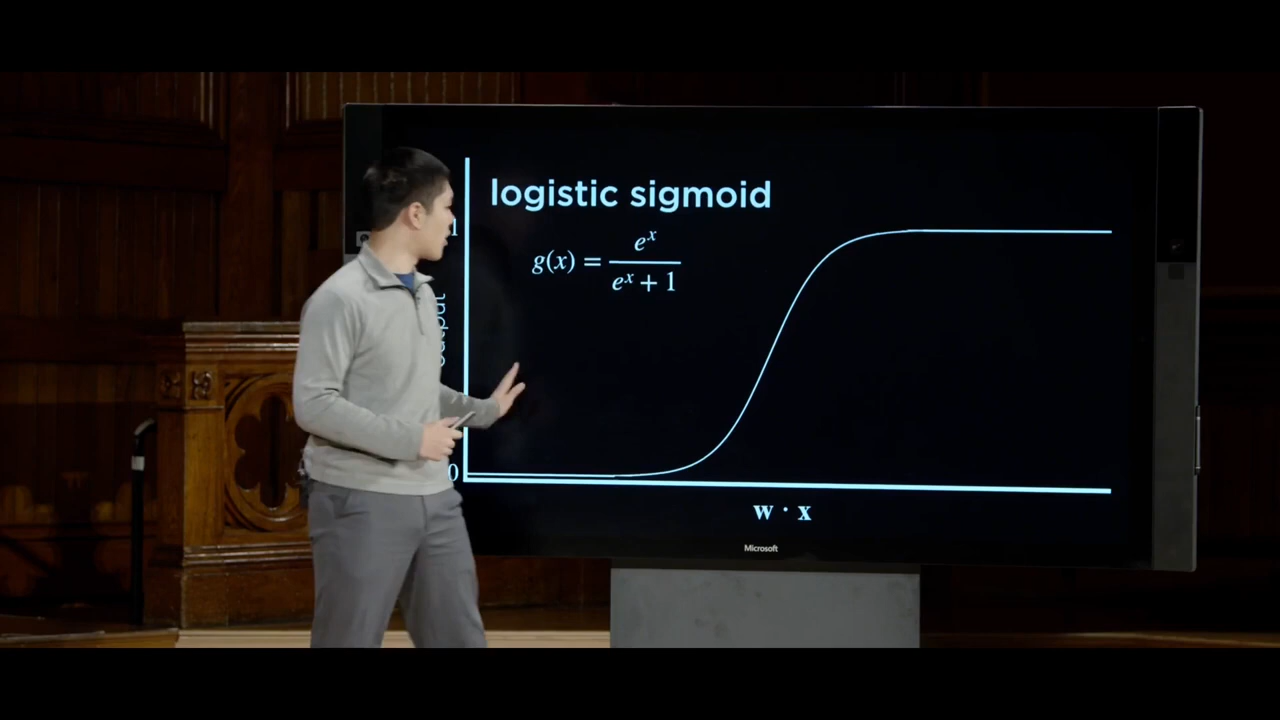 logistic sigmoid
1
g(x) = e^x / (e^x + 1)
0
w · x
Microsoft